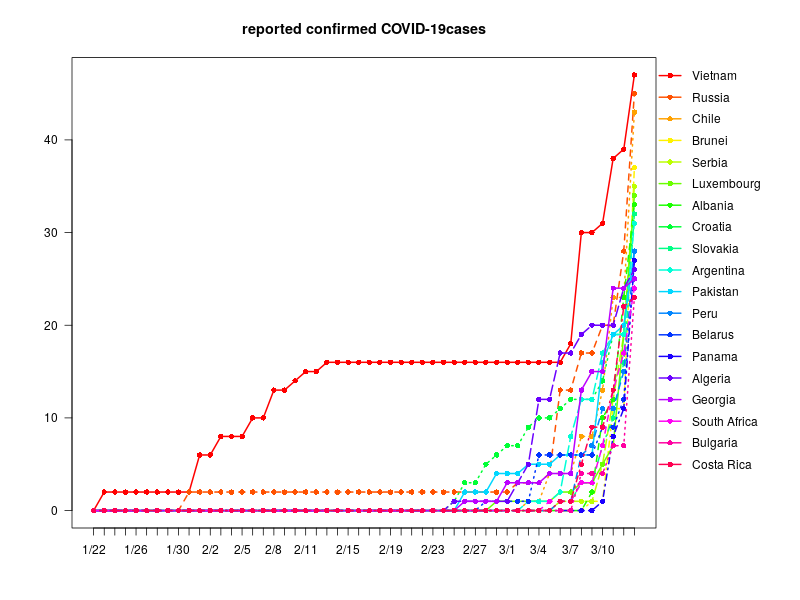 reported confirmed COVID-19cases
40
30
20
10
0
1/22 1/26 1/30 2/2 2/5 2/8 2/11 2/15 2/19 2/23 2/27 3/1 3/4 3/7 3/10
Vietnam
Russia
Chile
Brunei
Serbia
Luxembourg
Albania
Croatia
Slovakia
Argentina
Pakistan
Peru
Belarus
Panama
Algeria
Georgia
South Africa
Bulgaria
Costa Rica